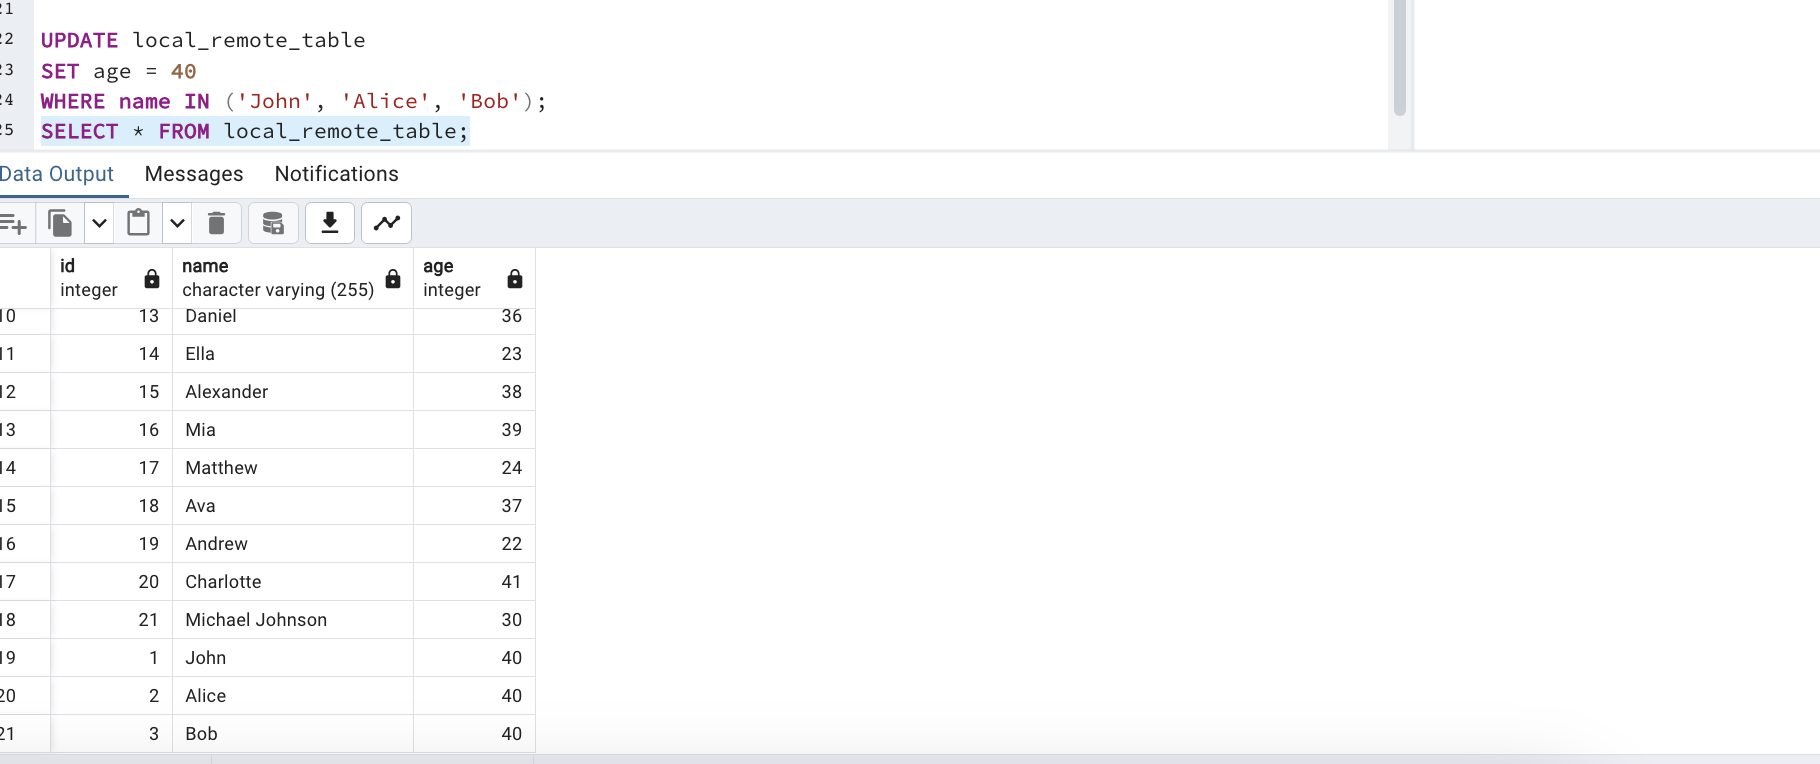 21
22 UPDATE local_remote_table
23 SET age = 40
24 WHERE name IN ('John', 'Alice', 'Bob');
25 SELECT * FROM local_remote_table;
Data Output Messages Notifications
id name age
integer character varying (255) integer
10 13 Daniel 36
11 14 Ella 23
12 15 Alexander 38
13 16 Mia 39
14 17 Matthew 24
15 18 Ava 37
16 19 Andrew 22
17 20 Charlotte 41
18 21 Michael Johnson 30
19 1 John 40
20 2 Alice 40
21 3 Bob 40